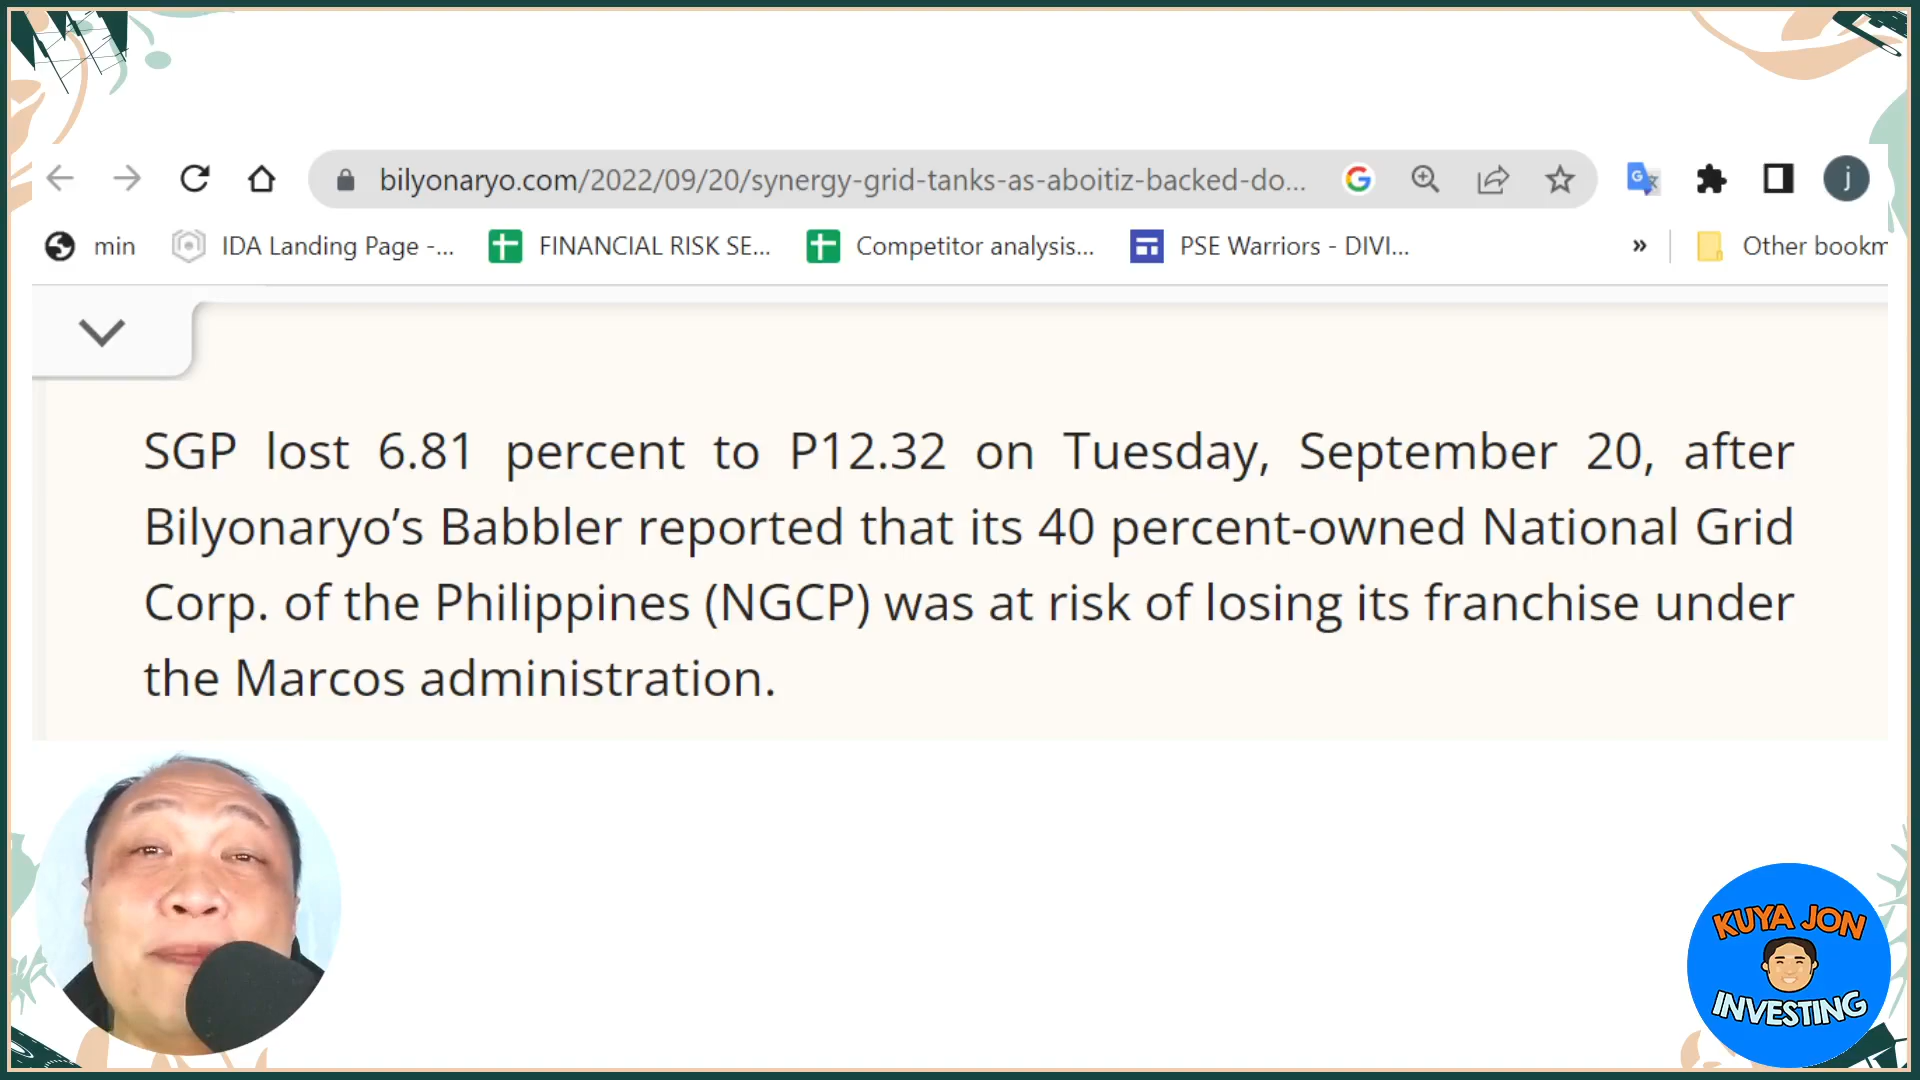 bilyonaryo.com/2022/09/20/synergy-grid-tanks-as-aboitiz-backed-do...
j
min
IDA Landing Page -...
FINANCIAL RISK SE...
Competitor analysis...
PSE Warriors - DIVI...
»
Other bookm
SGP lost 6.81 percent to P12.32 on Tuesday, September 20, after
Bilyonaryo’s Babbler reported that its 40 percent-owned National Grid
Corp. of the Philippines (NGCP) was at risk of losing its franchise under
the Marcos administration.
KUYA JON
INVESTING